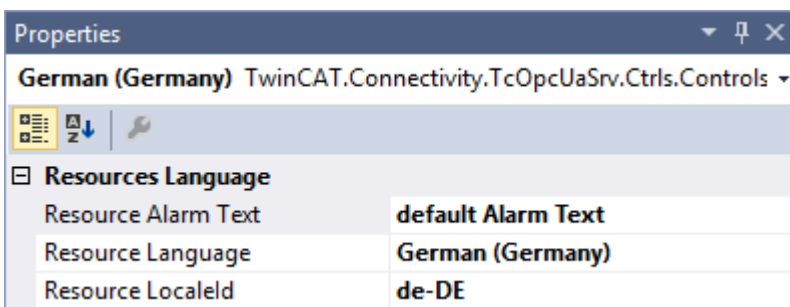 Properties
German (Germany) TwinCAT.Connectivity.TcOpcUaSrv.Ctrls.Controls
Resources Language
Resource Alarm Text default Alarm Text
Resource Language German (Germany)
Resource LocaleId de-DE